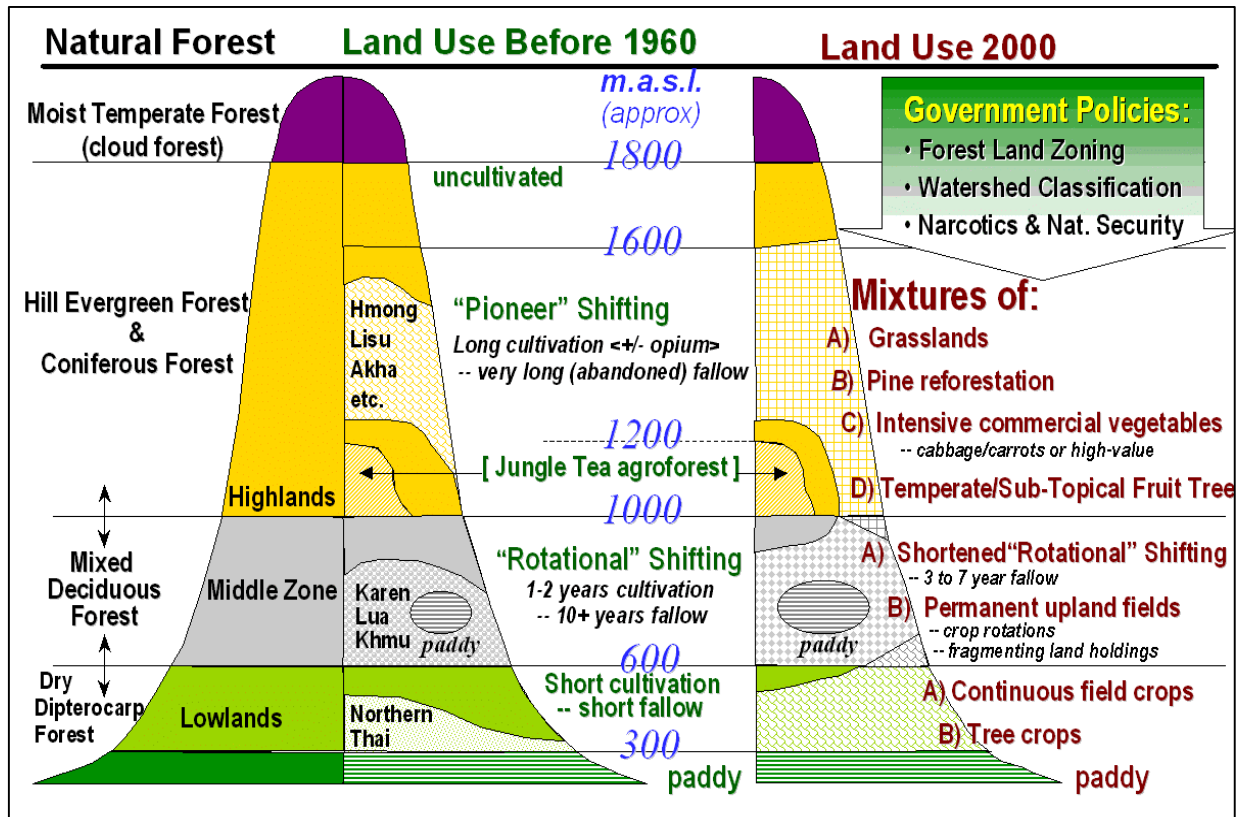 Natural Forest
Land Use Before 1960
Land Use 2000
Moist Temperate Forest
(cloud forest)
m.a.s.l.
(approx)
1800
uncultivated
Government Policies:
• Forest Land Zoning
• Watershed Classification
• Narcotics & Nat. Security
1600
Hill Evergreen Forest
&
Coniferous Forest
Hmong
Lisu
Akha
etc.
“Pioneer” Shifting
Long cultivation <+/- opium>
-- very long (abandoned) fallow
Mixtures of:
A) Grasslands
B) Pine reforestation
C) Intensive commercial vegetables
-- cabbage/carrots or high-value
D) Temperate/Sub-Topical Fruit Tree
1200
[ Jungle Tea agroforest ]
Highlands
1000
Mixed
Deciduous
Forest
Middle Zone
Karen
Lua
Khmu
paddy
“Rotational” Shifting
1-2 years cultivation
-- 10+ years fallow
paddy
A) Shortened“Rotational” Shifting
-- 3 to 7 year fallow
B) Permanent upland fields
-- crop rotations
-- fragmenting land holdings
600
Dry
Dipterocarp
Forest
Lowlands
Northern
Thai
Short cultivation
-- short fallow
A) Continuous field crops
B) Tree crops
300
paddy
paddy